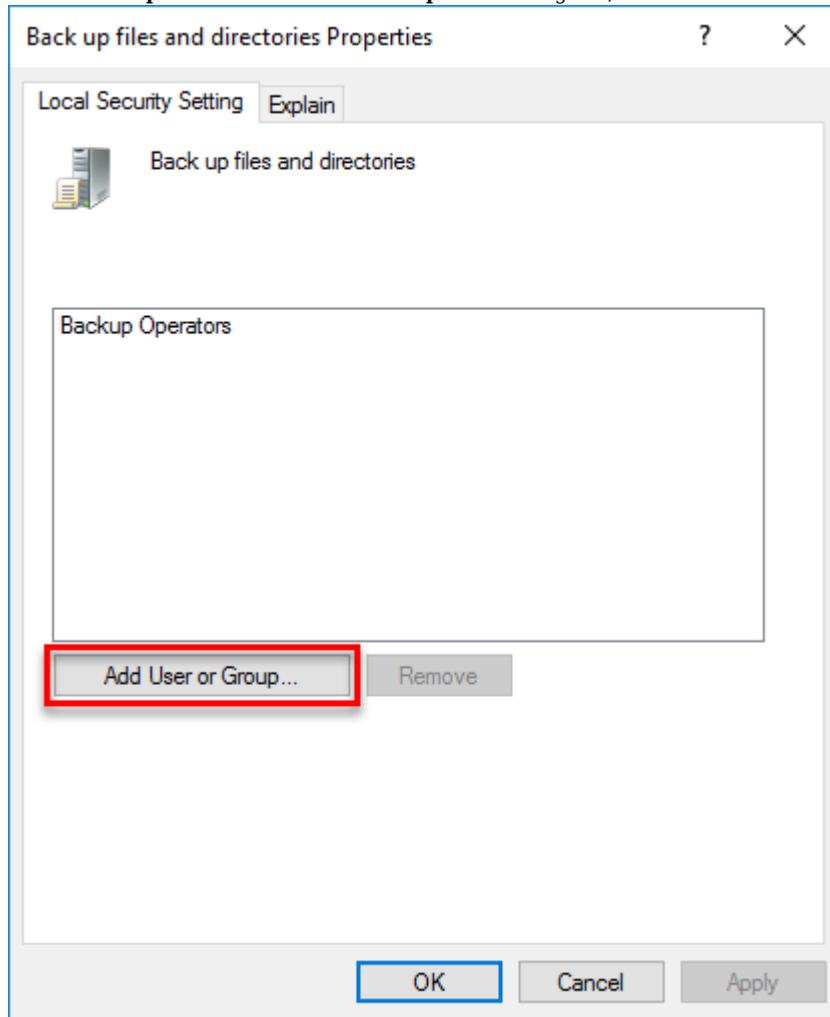 Back up files and directories Properties ?
Local Security Setting Explain
Back up files and directories
Backup Operators
Add User or Group... Remove
OK Cancel Apply